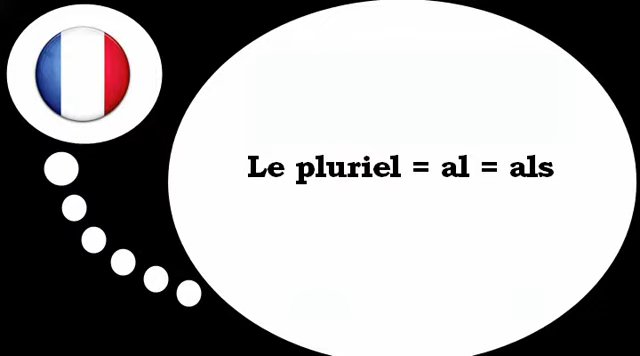 Le pluriel = al = als